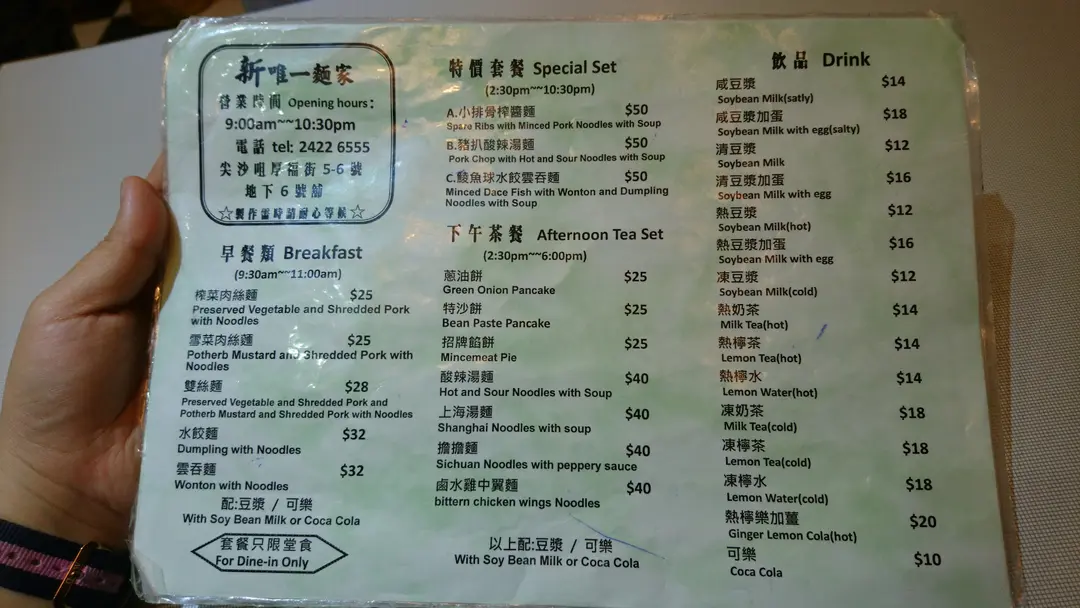 新唯一麵家
營業時間 Opening hours:
9:00am~~10:30pm
電話 tel: 2422 6555
尖沙咀厚福街 5-6 號
地下 6 號舖
☆製作需時請耐心等候☆
早餐類 Breakfast
(9:30am~~11:00am)
榨菜肉絲麵 $25
Preserved Vegetable and Shredded Pork
with Noodles
雪菜肉絲麵 $25
Potherb Mustard and Shredded Pork with
Noodles
雙絲麵 $28
Preserved Vegetable and Shredded Pork and
Potherb Mustard and Shredded Pork with Noodles
水餃麵 $32
Dumpling with Noodles
雲吞麵 $32
Wonton with Noodles
配:豆漿 / 可樂
With Soy Bean Milk or Coca Cola
套餐只限堂食
For Dine-in Only
特價套餐 Special Set
(2:30pm~~10:30pm)
A.小排骨榨醬麵 $50
Spare Ribs with Minced Pork Noodles with Soup
B.豬扒酸辣湯麵 $50
Pork Chop with Hot and Sour Noodles with Soup
C.鯪魚球水餃雲吞麵 $50
Minced Dace Fish with Wonton and Dumpling
Noodles with Soup
下午茶餐 Afternoon Tea Set
(2:30pm~~6:00pm)
蔥油餅 $25
Green Onion Pancake
特沙餅 $25
Bean Paste Pancake
招牌餡餅 $25
Mincemeat Pie
酸辣湯麵 $40
Hot and Sour Noodles with Soup
上海湯麵 $40
Shanghai Noodles with soup
擔擔麵 $40
Sichuan Noodles with peppery sauce
鹵水雞中翼麵 $40
bittern chicken wings Noodles
以上配:豆漿 / 可樂
With Soy Bean Milk or Coca Cola
飲品 Drink
咸豆漿 $14
Soybean Milk(satly)
咸豆漿加蛋 $18
Soybean Milk with egg(salty)
清豆漿 $12
Soybean Milk
清豆漿加蛋 $16
Soybean Milk with egg
熱豆漿 $12
Soybean Milk(hot)
熱豆漿加蛋 $16
Soybean Milk with egg
凍豆漿 $12
Soybean Milk(cold)
熱奶茶 $14
Milk Tea(hot)
熱檸茶 $14
Lemon Tea(hot)
熱檸水 $14
Lemon Water(hot)
凍奶茶 $18
Milk Tea(cold)
凍檸茶 $18
Lemon Tea(cold)
凍檸水 $18
Lemon Water(cold)
熱檸樂加薑 $20
Ginger Lemon Cola(hot)
可樂 $10
Coca Cola